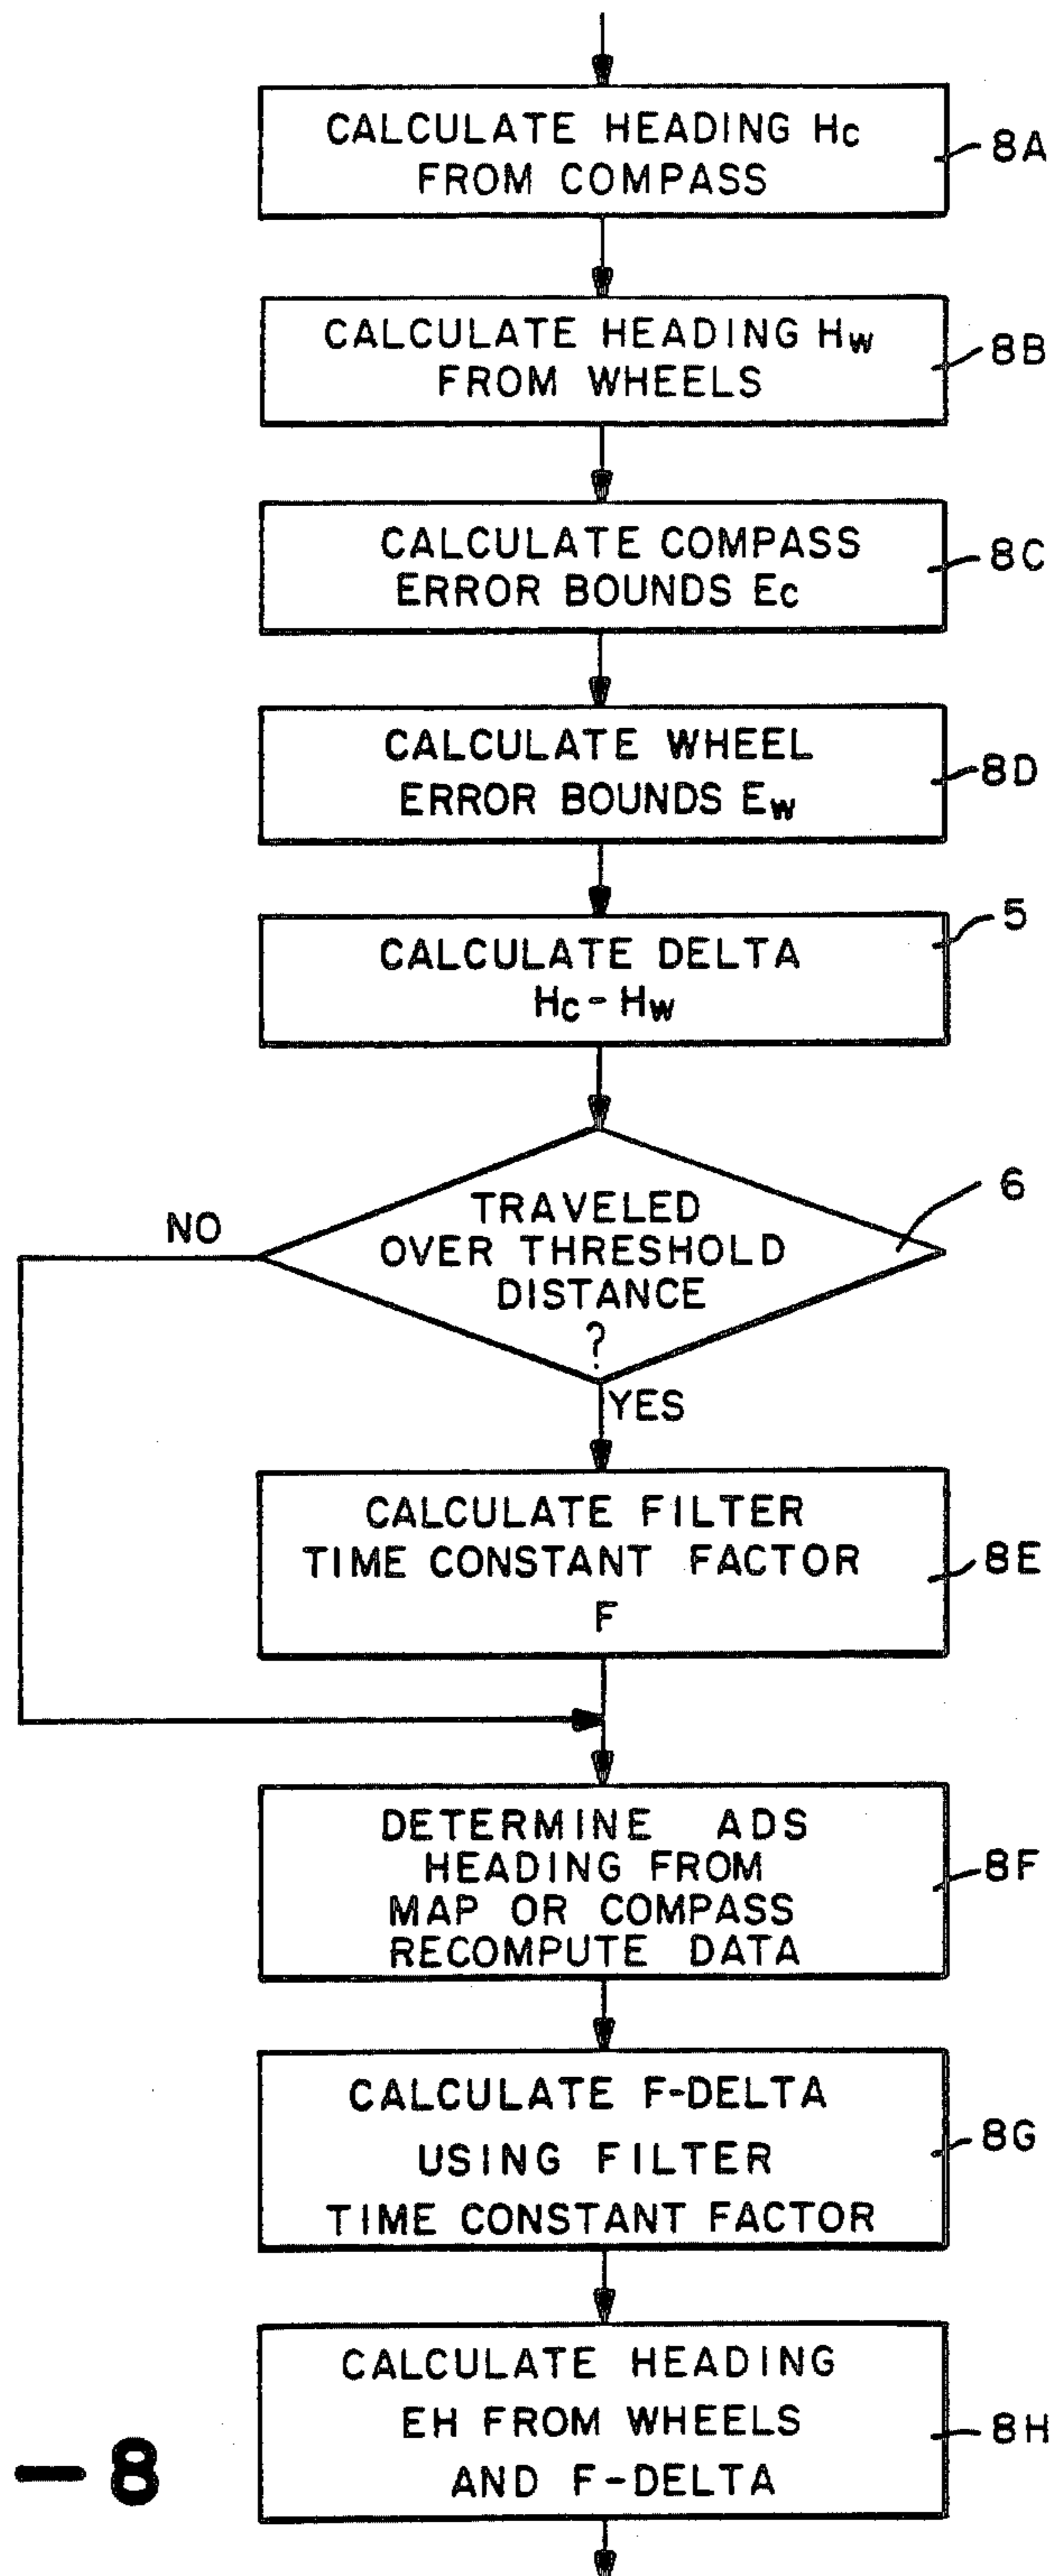 CALCULATE HEADING Hc
FROM COMPASS
8A
CALCULATE HEADING Hw
FROM WHEELS
8B
CALCULATE COMPASS
ERROR BOUNDS Ec
8C
CALCULATE WHEEL
ERROR BOUNDS Ew
8D
CALCULATE DELTA
Hc - Hw
5
TRAVELED
OVER THRESHOLD
DISTANCE
?
6
NO
YES
CALCULATE FILTER
TIME CONSTANT FACTOR
F
8E
DETERMINE ADS
HEADING FROM
MAP OR COMPASS
RECOMPUTE DATA
8F
CALCULATE F-DELTA
USING FILTER
TIME CONSTANT FACTOR
8G
CALCULATE HEADING
EH FROM WHEELS
AND F-DELTA
8H
-8